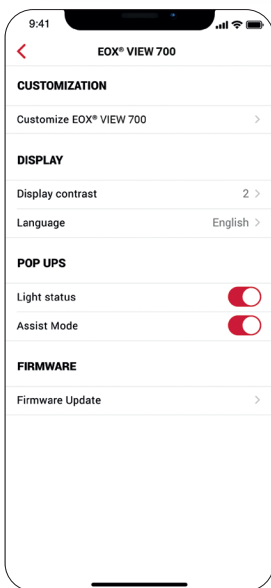 9:41
EOX® VIEW 700
CUSTOMIZATION
Customize EOX® VIEW 700
DISPLAY
Display contrast 2
Language English
POP UPS
Light status
Assist Mode
FIRMWARE
Firmware Update